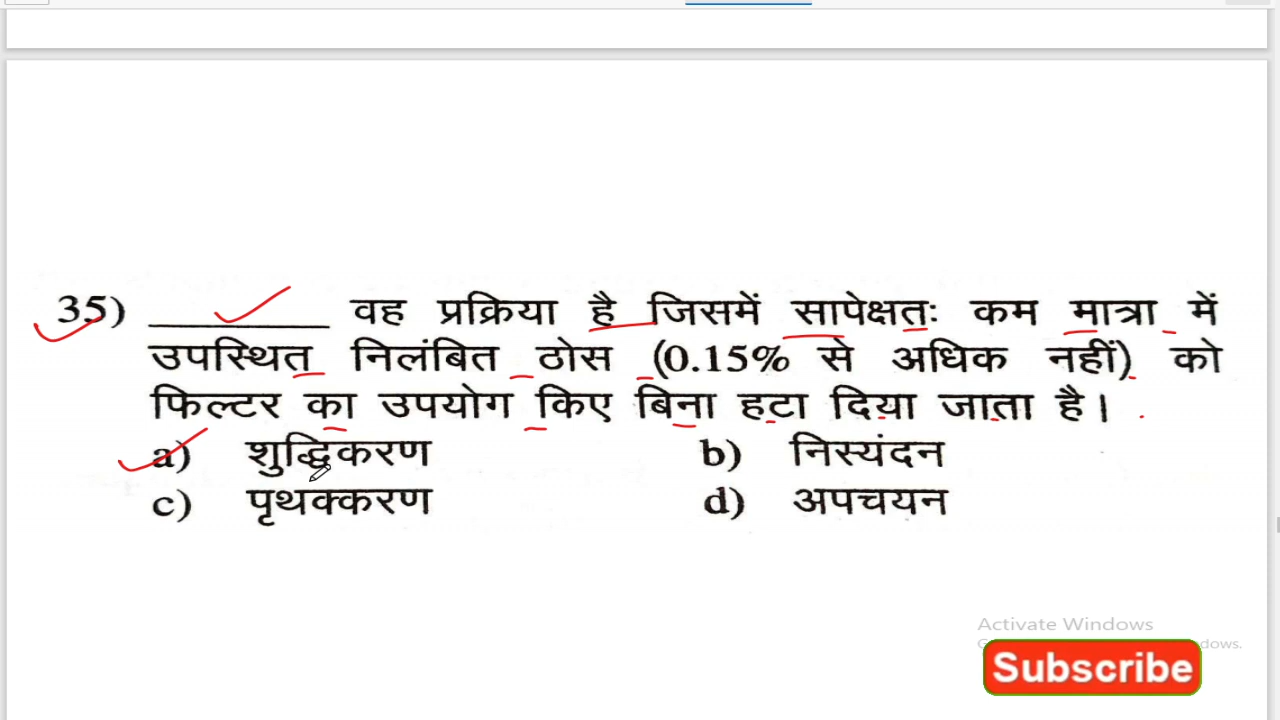 35) ________ वह प्रक्रिया है जिसमें सापेक्षतः कम मात्रा में
उपस्थित निलंबित ठोस (0.15% से अधिक नहीं) को
फिल्टर का उपयोग किए बिना हटा दिया जाता है।
a) शुद्धिकरण b) निस्यंदन
c) पृथक्करण d) अपचयन
Activate Windows
Subscribe